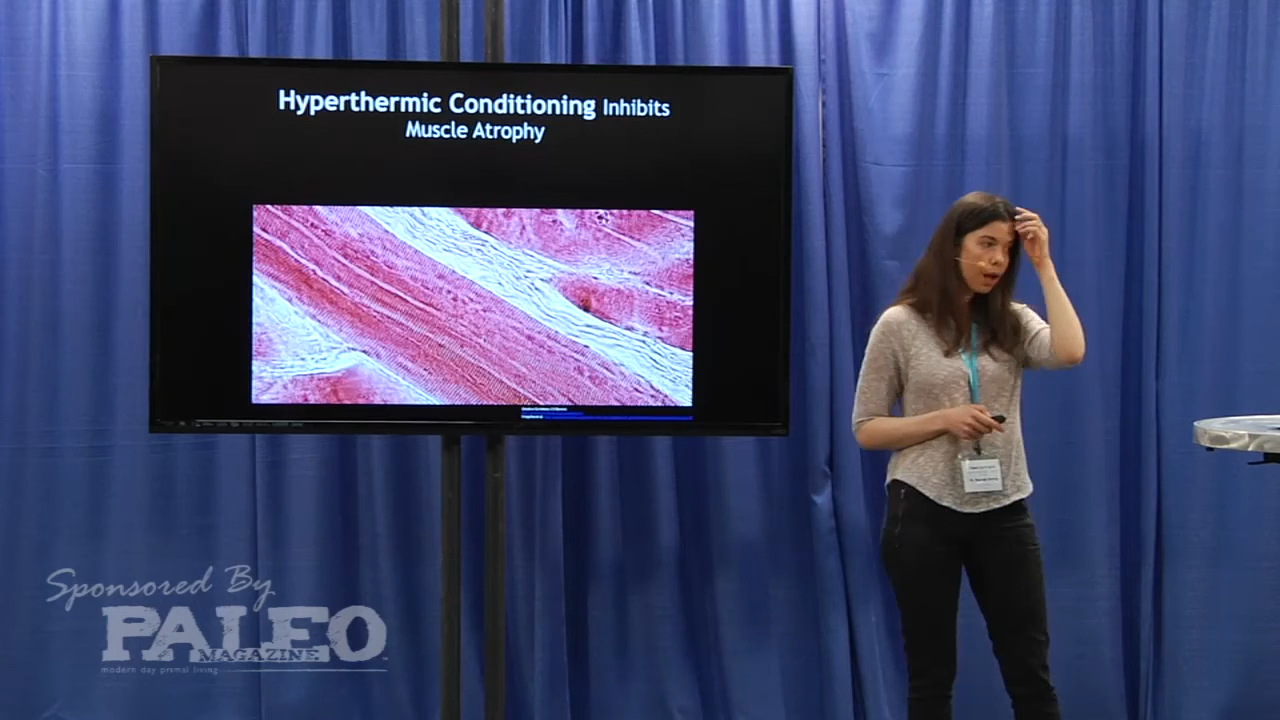 Hyperthermic Conditioning Inhibits
Muscle Atrophy
Sponsored By
PALEO
MAGAZINE
modern day primal living